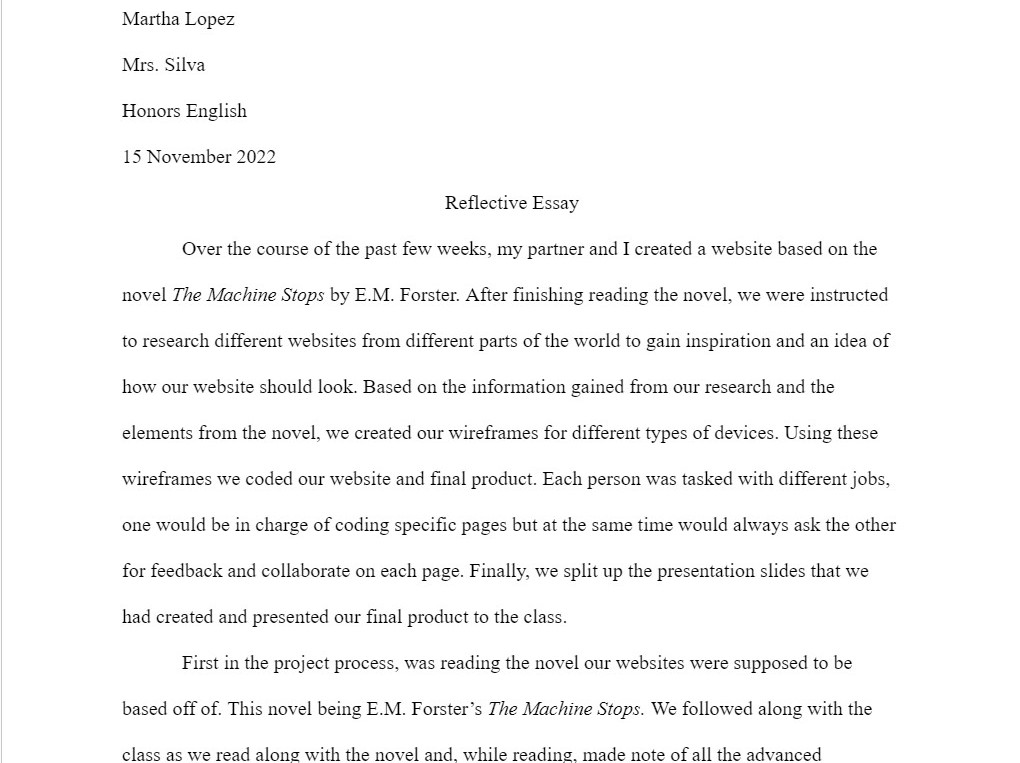 Martha Lopez
Mrs. Silva
Honors English
15 November 2022
Reflective Essay
Over the course of the past few weeks, my partner and I created a website based on the
novel The Machine Stops by E.M. Forster. After finishing reading the novel, we were instructed
to research different websites from different parts of the world to gain inspiration and an idea of
how our website should look. Based on the information gained from our research and the
elements from the novel, we created our wireframes for different types of devices. Using these
wireframes we coded our website and final product. Each person was tasked with different jobs,
one would be in charge of coding specific pages but at the same time would always ask the other
for feedback and collaborate on each page. Finally, we split up the presentation slides that we
had created and presented our final product to the class.
First in the project process, was reading the novel our websites were supposed to be
based off of. This novel being E.M. Forster’s The Machine Stops. We followed along with the
class as we read along with the novel and, while reading, made note of all the advanced